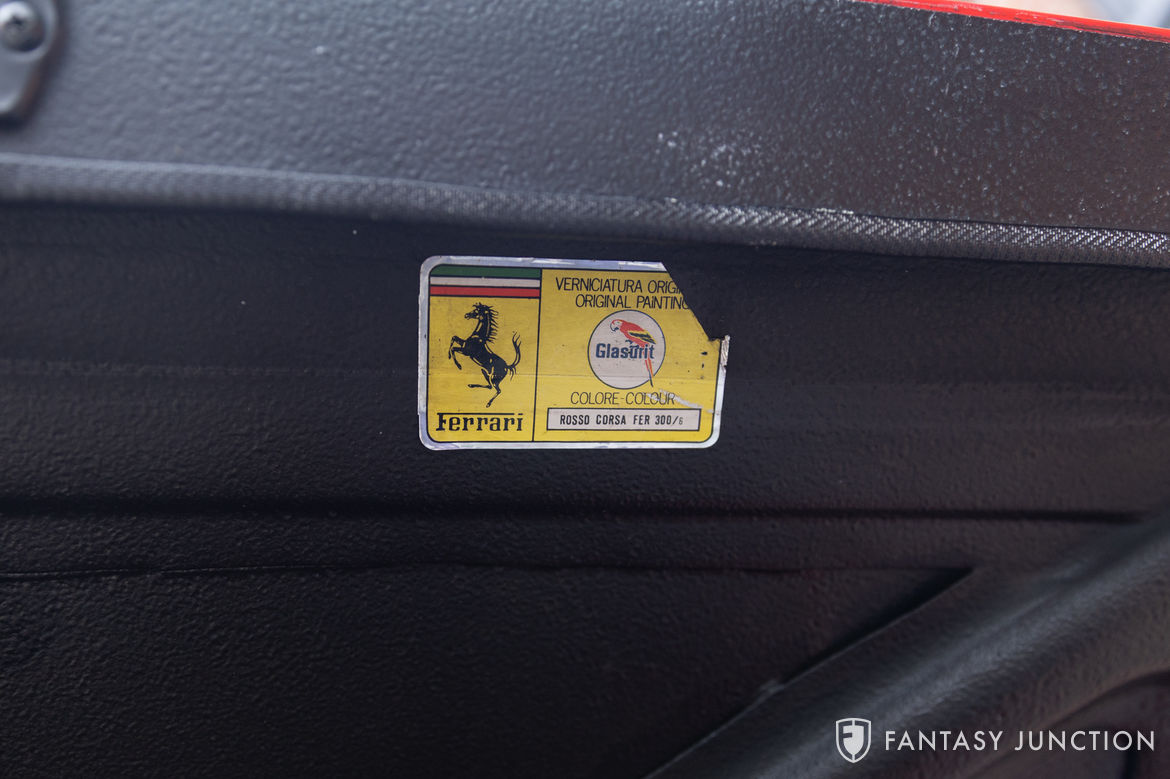 VERNICIATURA ORIGI
ORIGINAL PAINTING
Glasurit
COLORE-COLOUR
ROSSO CORSA FER 300/6
Ferrari
FANTASY JUNCTION